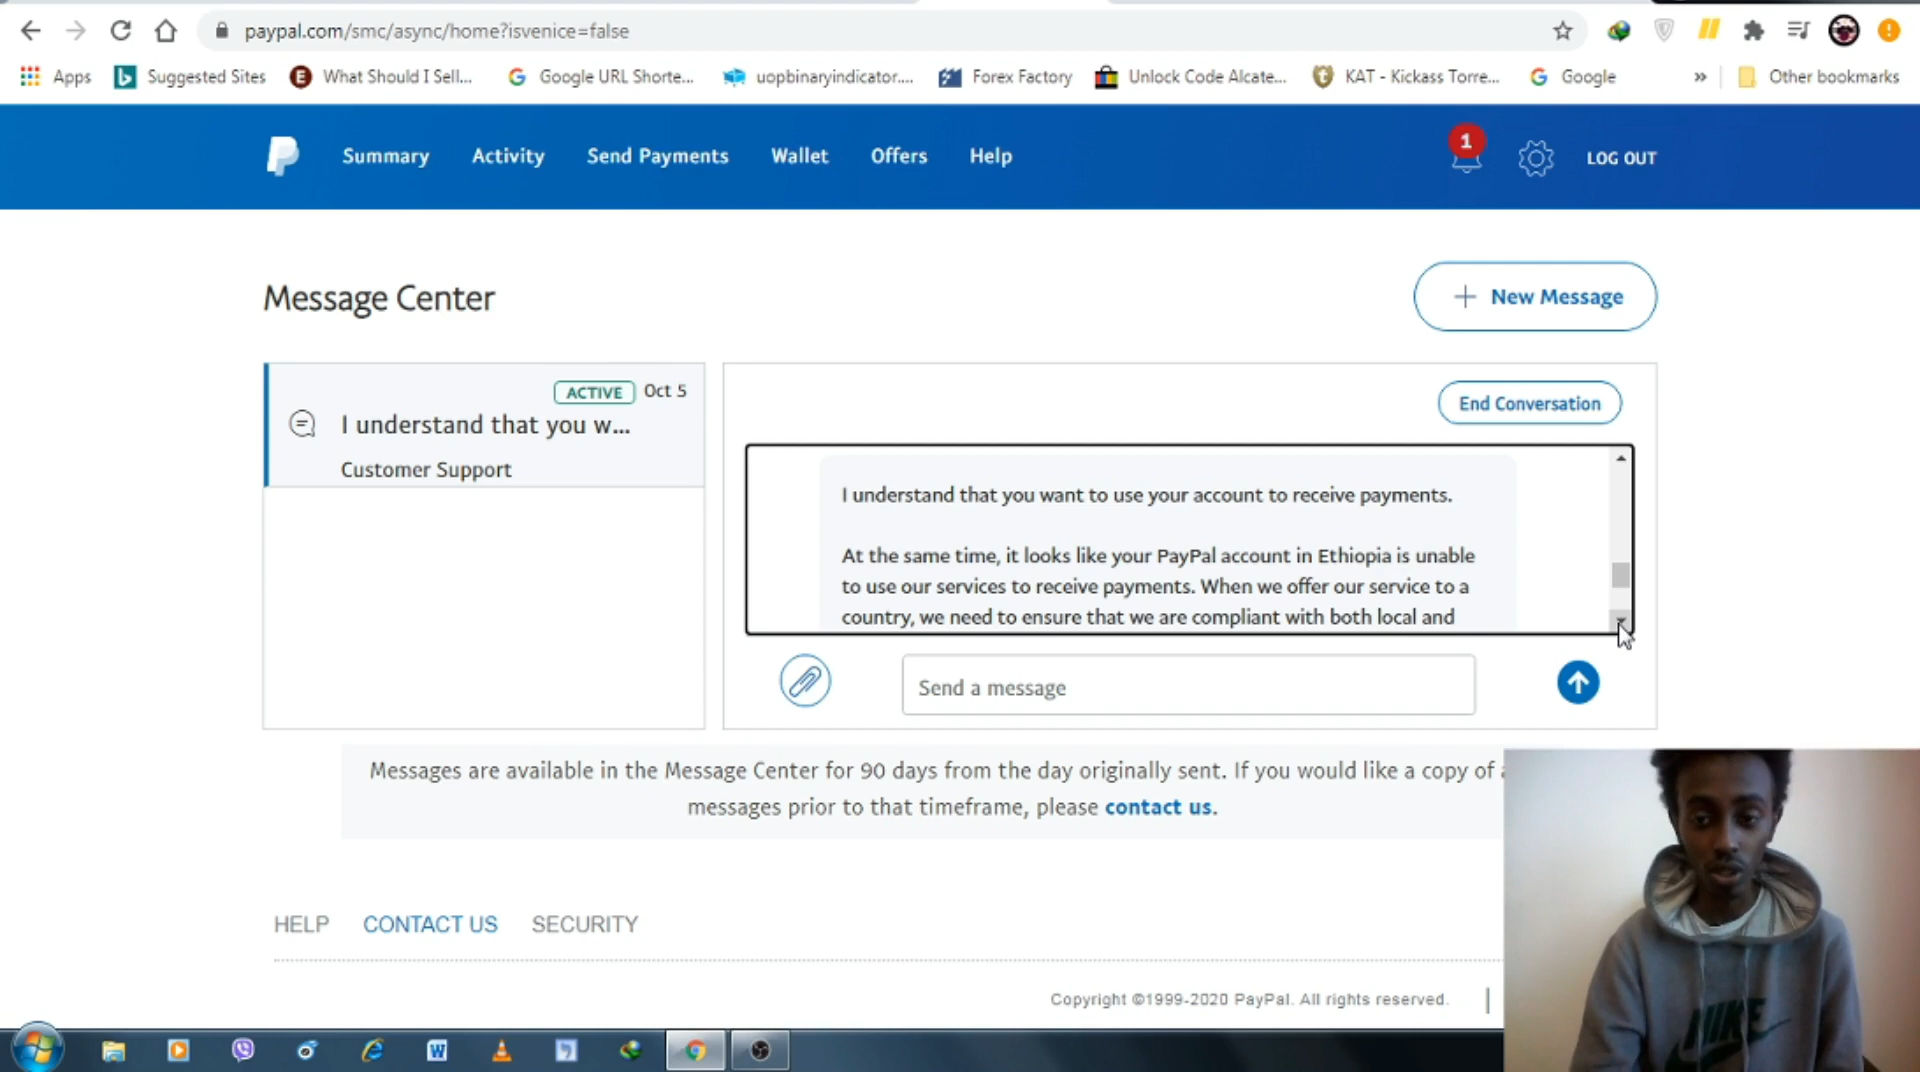 paypal.com/smc/async/home?isvenice=false
Apps Suggested Sites What Should I Sell... Google URL Shorte... uopbinaryindicator.... Forex Factory Unlock Code Alcate... KAT - Kickass Torre... Google » Other bookmarks
Summary Activity Send Payments Wallet Offers Help 1 LOG OUT
Message Center
+ New Message
ACTIVE Oct 5
I understand that you w...
Customer Support
End Conversation
I understand that you want to use your account to receive payments.
At the same time, it looks like your PayPal account in Ethiopia is unable
to use our services to receive payments. When we offer our service to a
country, we need to ensure that we are compliant with both local and
Send a message
Messages are available in the Message Center for 90 days from the day originally sent. If you would like a copy of
messages prior to that timeframe, please contact us.
HELP CONTACT US SECURITY
Copyright ©1999-2020 PayPal. All rights reserved. |
NIKE